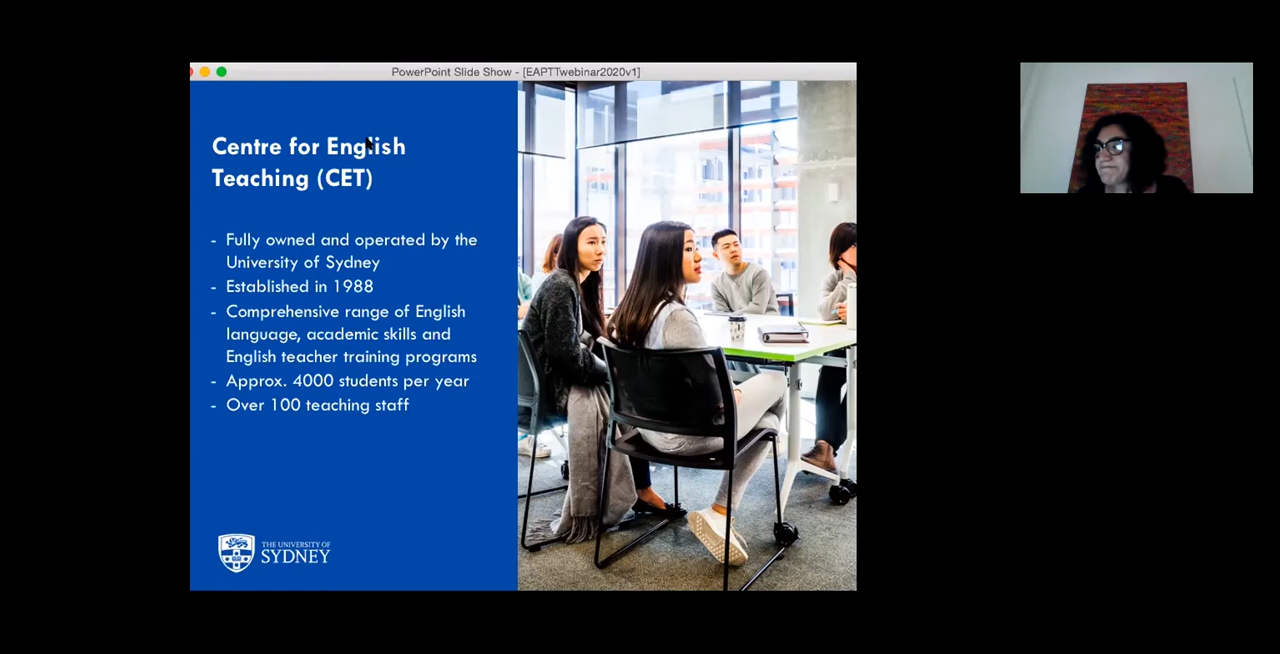 PowerPoint Slide Show - [EAPTTwebinar2020v1]
Centre for English
Teaching (CET)
- Fully owned and operated by the
University of Sydney
- Established in 1988
- Comprehensive range of English
language, academic skills and
English teacher training programs
- Approx. 4000 students per year
- Over 100 teaching staff
THE UNIVERSITY OF
SYDNEY